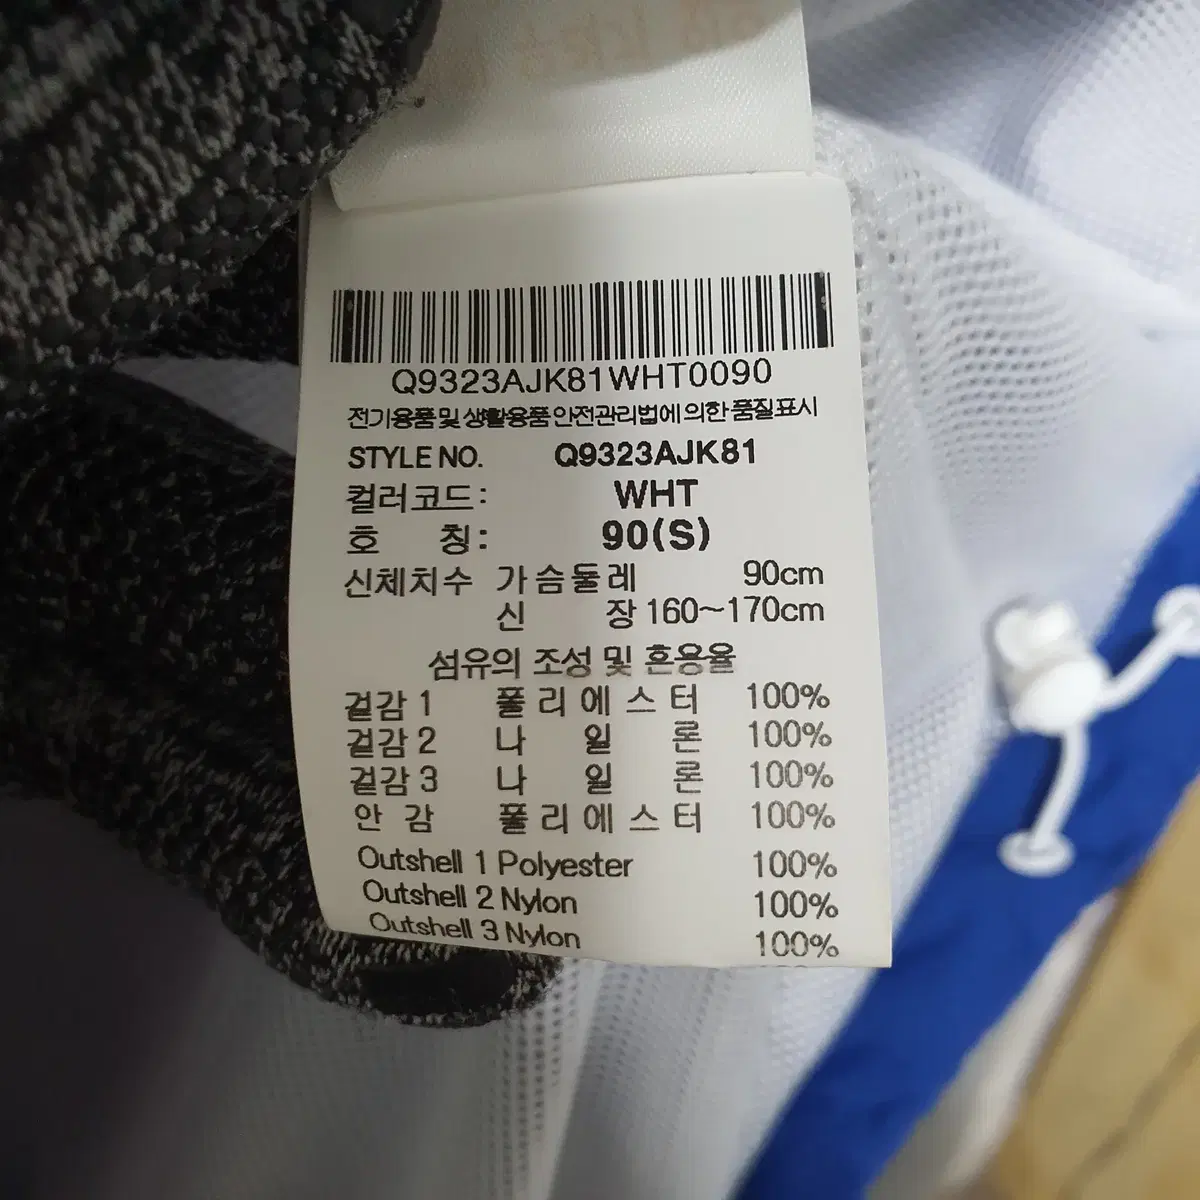 Q9323AJK81WHT0090
전기용품 및 생활용품 안전관리법에 의한 품질표시
STYLE NO. Q9323AJK81
컬러코드: WHT
호 칭: 90(S)
신체치수 가슴둘레 90cm
신 장 160~170cm
섬유의 조성 및 혼용율
겉감 1 폴리에스터 100%
겉감 2 나일론 100%
겉감 3 나일론 100%
안 감 폴리에스터 100%
Outshell 1 Polyester 100%
Outshell 2 Nylon 100%
Outshell 3 Nylon 100%